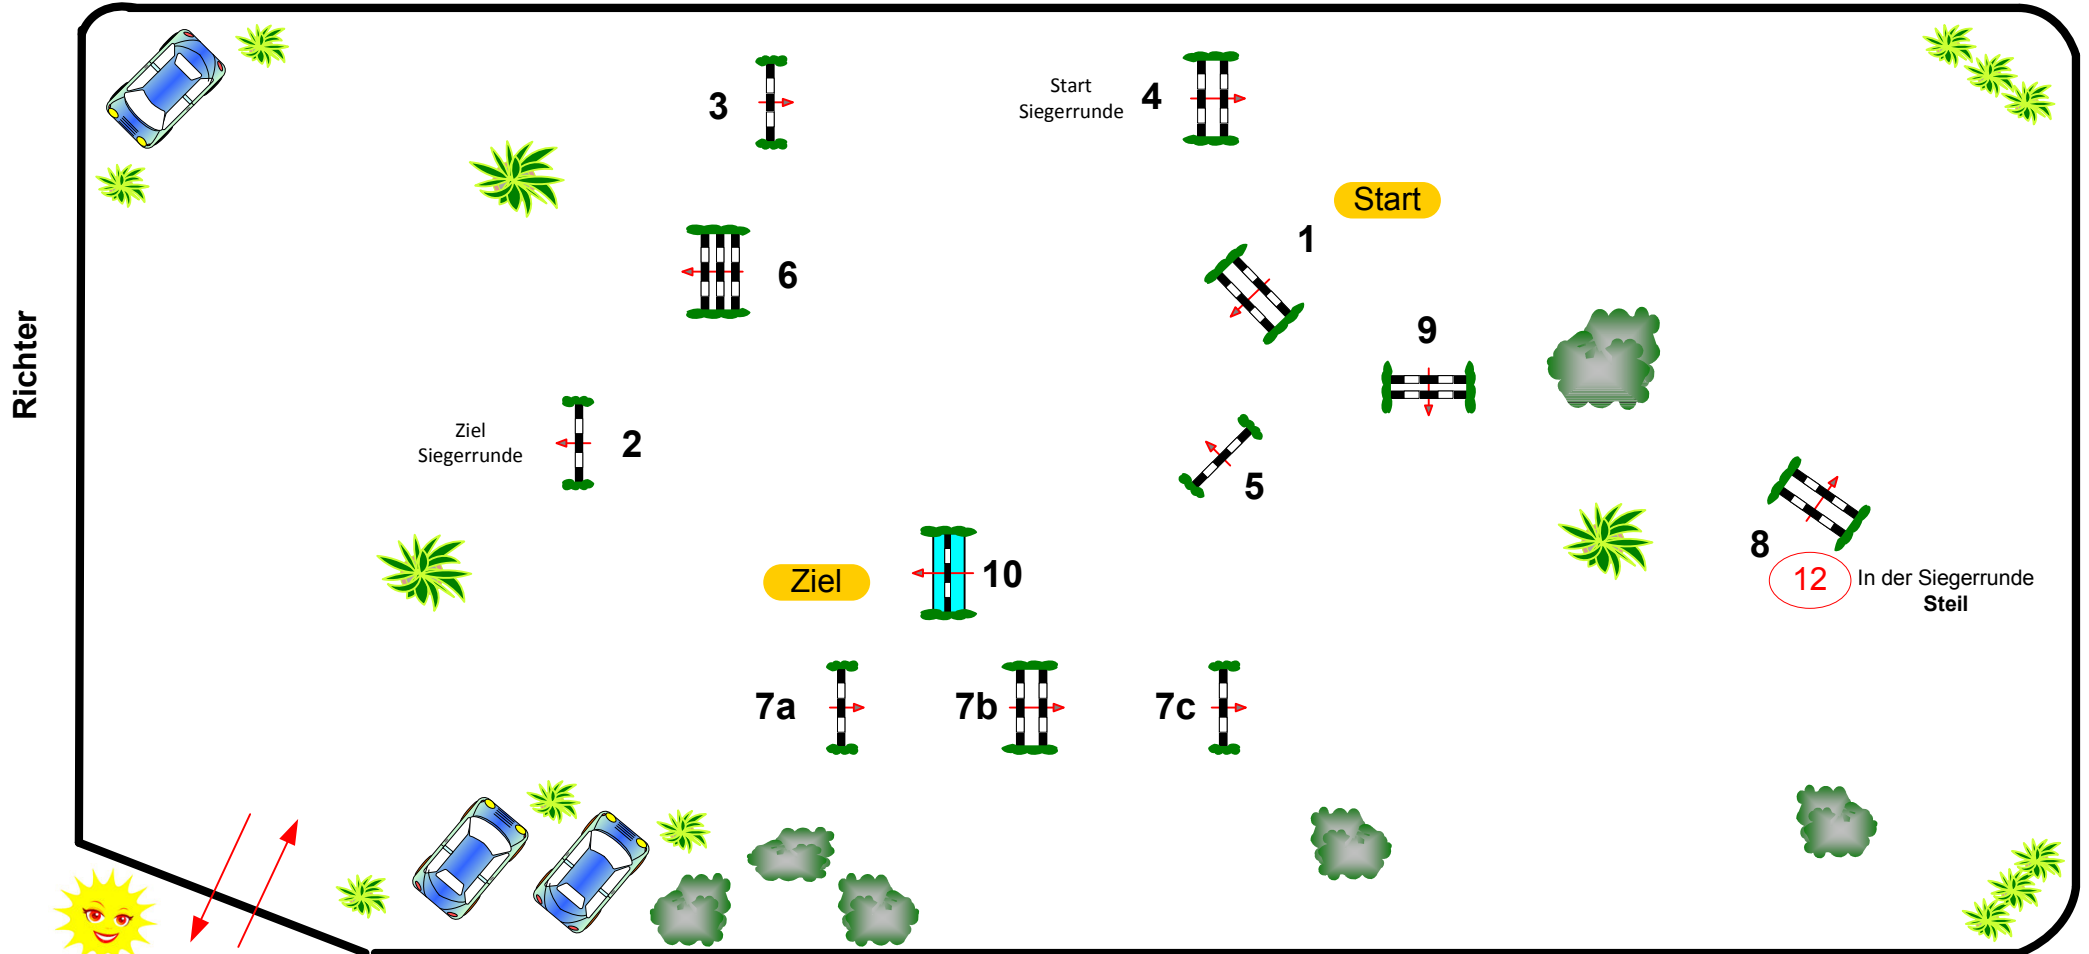 3
Start
Siegerrunde
4
Start
1
6
9
Richter
2
Ziel
Siegerrunde
5
8
10
Ziel
12
In der Siegerrunde
Steil
7a
7b
7c